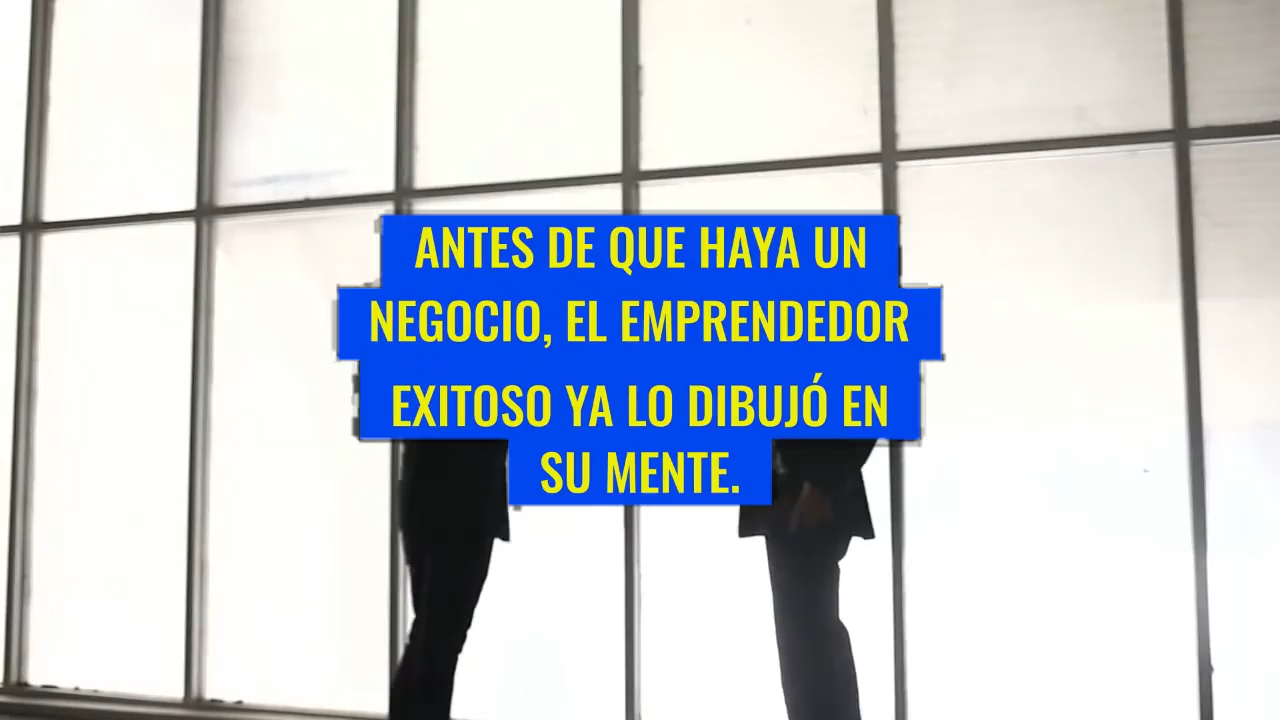 ANTES DE QUE HAYA UN
NEGOCIO, EL EMPRENDEDOR
EXITOSO YA LO DIBUJÓ EN
SU MENTE.